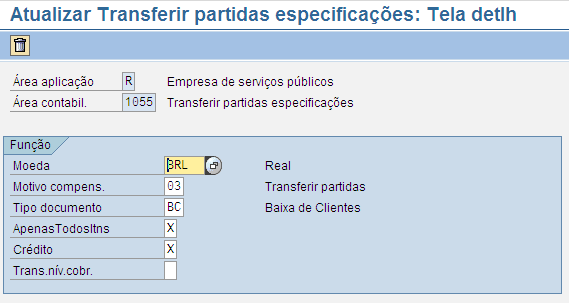 Atualizar Transferir partidas especificações: Tela detlh
Área aplicação R Empresa de serviços públicos
Área contabil. 1055 Transferir partidas especificações
Função
Moeda BRL Real
Motivo compens. 03 Transferir partidas
Tipo documento BC Baixa de Clientes
ApenasTodosItns X
Crédito X
Trans.nív.cobr.